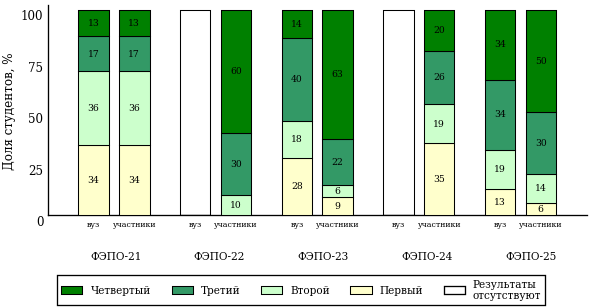 Доля студентов, %
100
75
50
25
0
13 13 60 14 63 20 34 50
17 17 30 40 22 26 34 30
36 36 10 18 6 19 19 14
34 34 28 9 35 13 6
вуз участники вуз участники вуз участники вуз участники вуз участники
ФЭПО-21 ФЭПО-22 ФЭПО-23 ФЭПО-24 ФЭПО-25
Четвертый Третий Второй Первый Результаты
отсутствуют